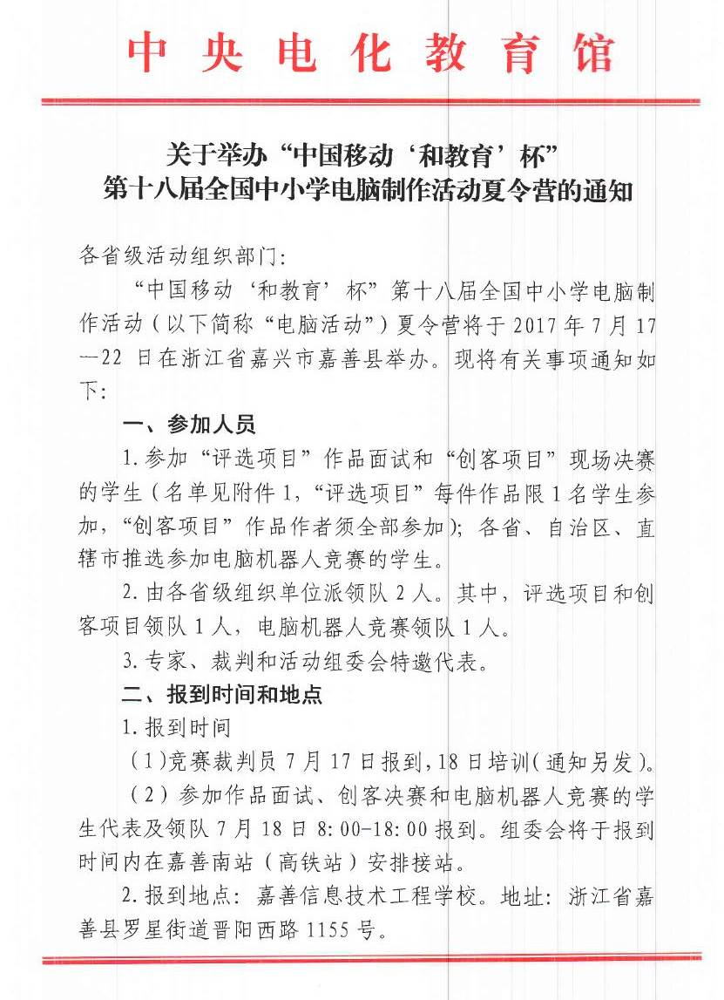 中央电化教育馆
关于举办“中国移动‘和教育’杯”
第十八届全国中小学电脑制作活动夏令营的通知
各省级活动组织部门：
“中国移动‘和教育’杯”第十八届全国中小学电脑制
作活动（以下简称“电脑活动”）夏令营将于 2017 年 7 月 17
—22 日在浙江省嘉兴市嘉善县举办。现将有关事项通知如
下：
一、参加人员
1.参加“评选项目”作品面试和“创客项目”现场决赛
的学生（名单见附件 1，“评选项目”每件作品限 1 名学生参
加，“创客项目”作品作者须全部参加）；各省、自治区、直
辖市推选参加电脑机器人竞赛的学生。
2.由各省级组织单位派领队 2 人。其中，评选项目和创
客项目领队 1 人，电脑机器人竞赛领队 1 人。
3.专家、裁判和活动组委会特邀代表。
二、报到时间和地点
1.报到时间
（1）竞赛裁判员 7 月 17 日报到，18 日培训（通知另发）。
（2）参加作品面试、创客决赛和电脑机器人竞赛的学
生代表及领队 7 月 18 日 8：00-18：00 报到。组委会将于报到
时间内在嘉善南站（高铁站）安排接站。
2.报到地点：嘉善信息技术工程学校。地址：浙江省嘉
善县罗星街道晋阳西路 1155 号。